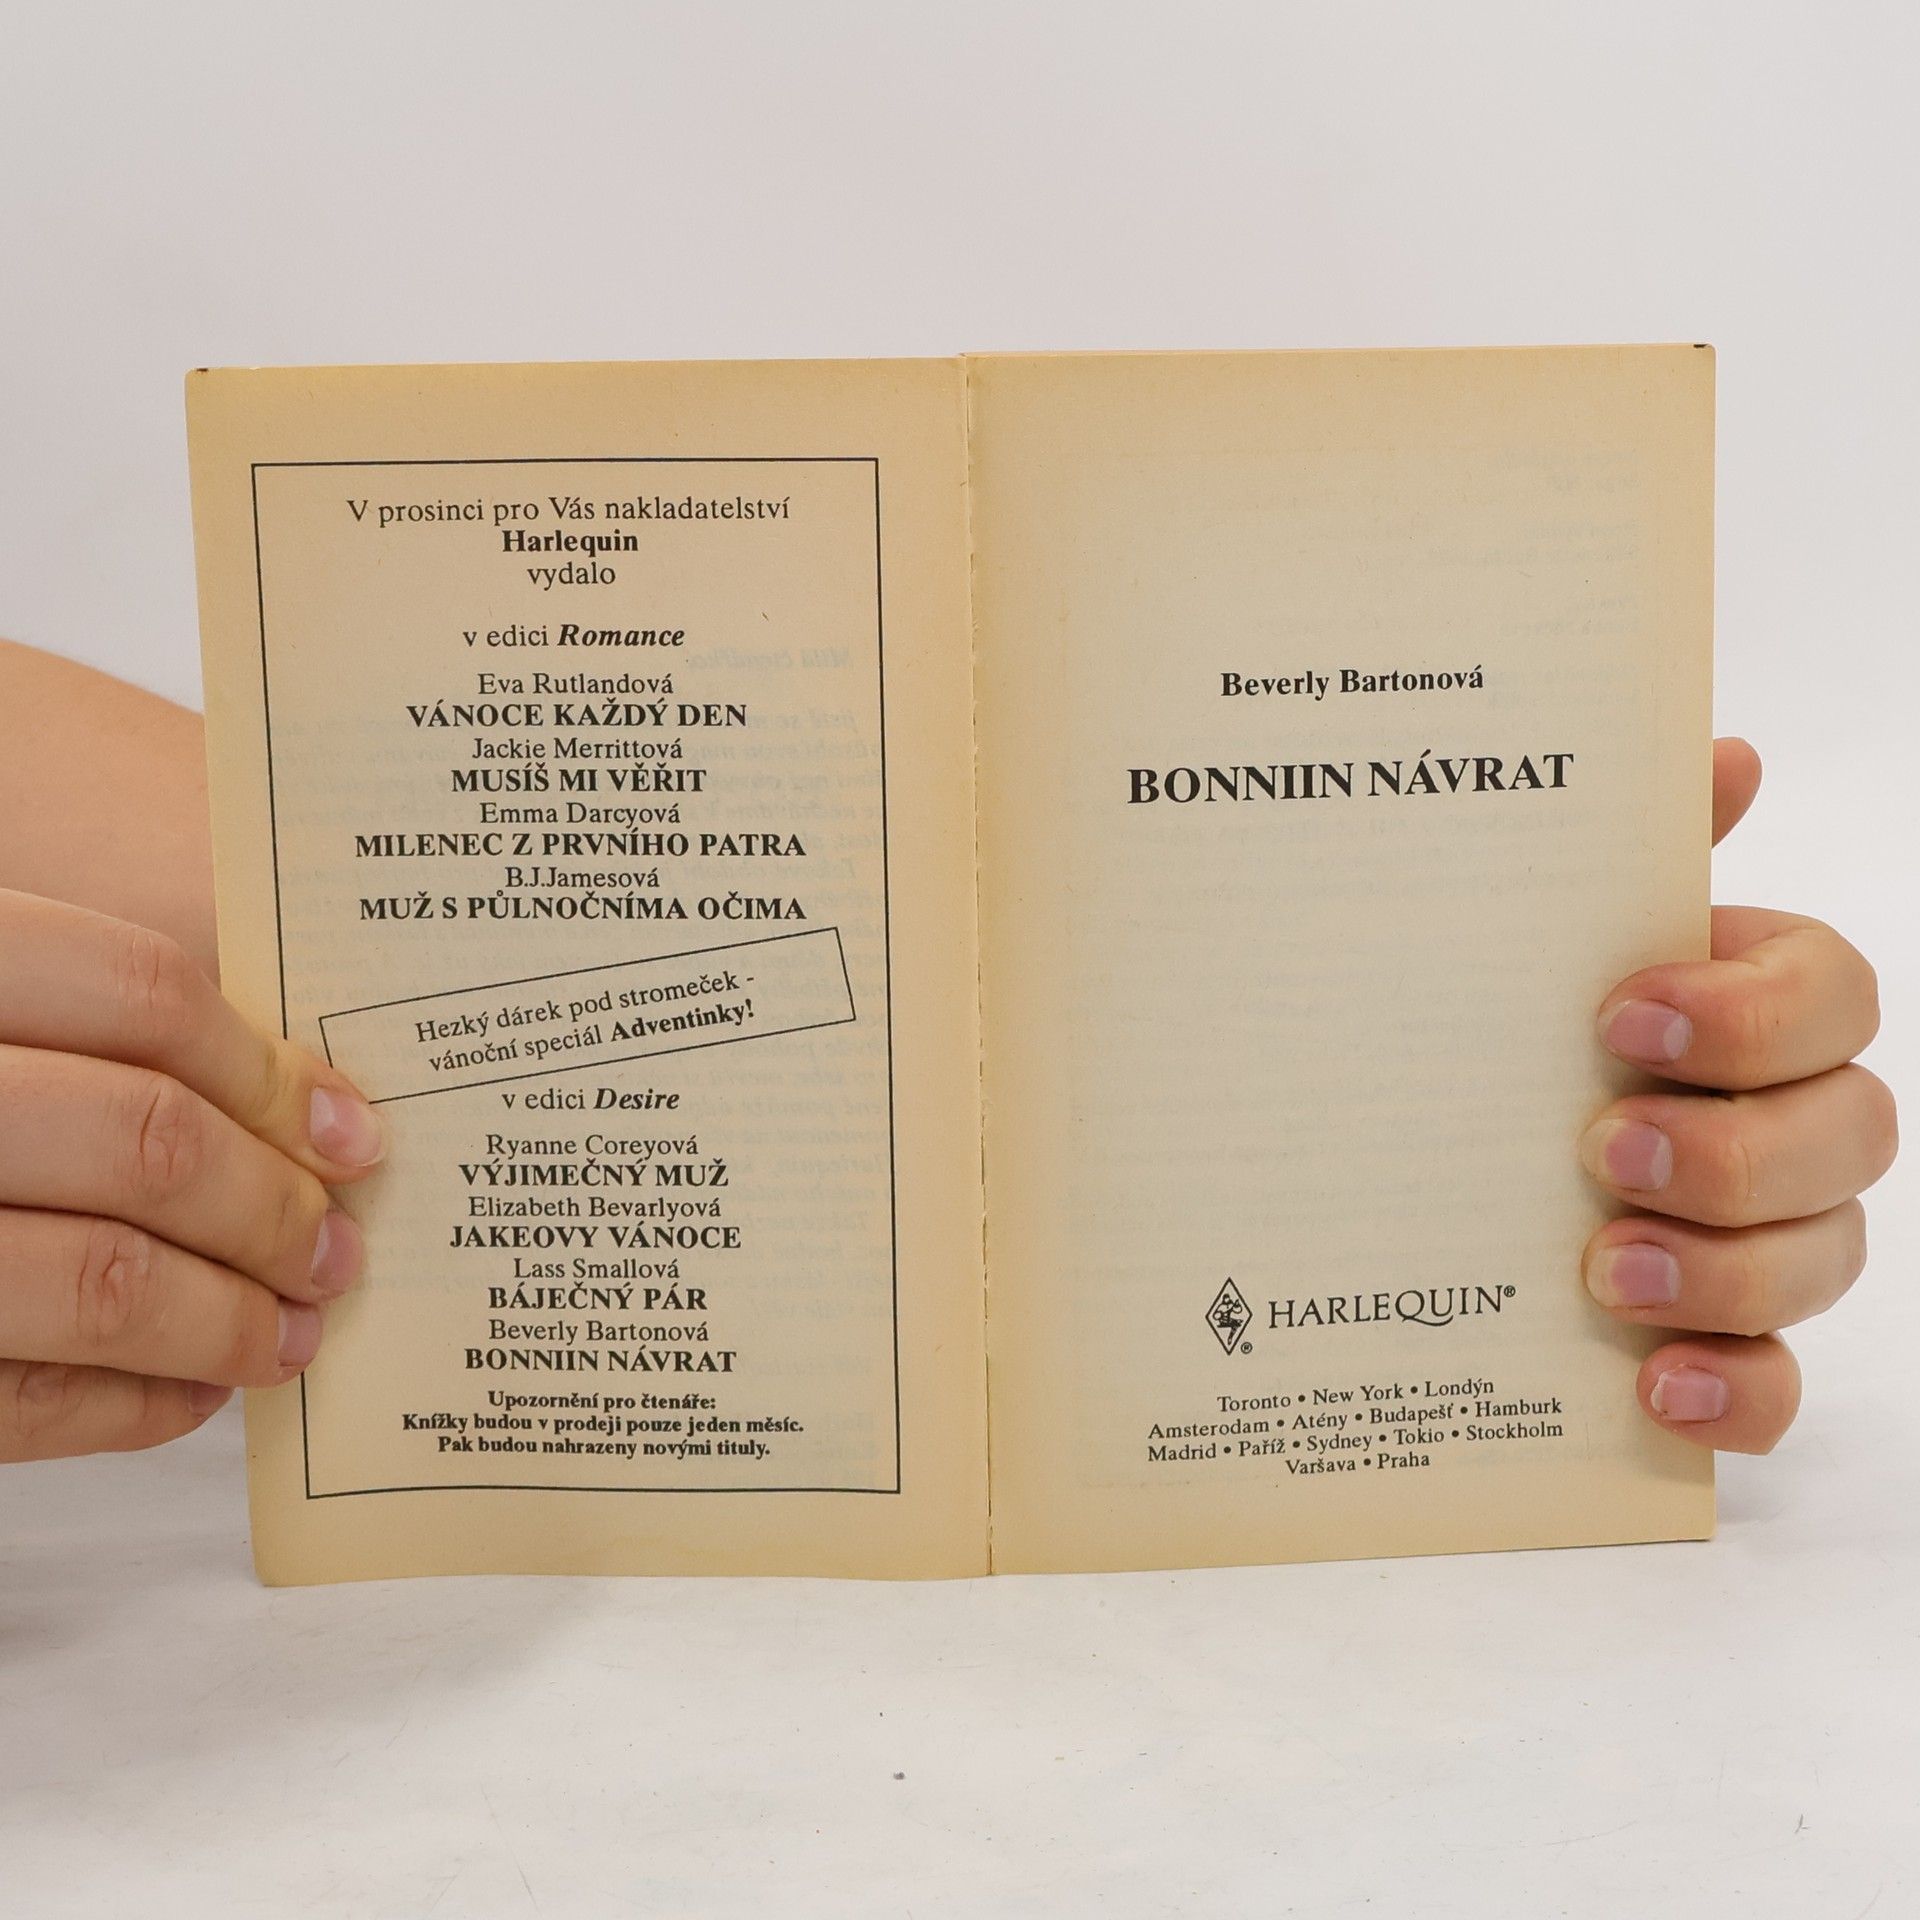 V prosinci pro Vás nakladatelství
Harlequin
vydalo
v edici Romance
Eva Rutlandová
VÁNOCE KAŽDÝ DEN
Jackie Merrittová
MUSÍŠ MI VĚŘIT
Emma Darcyová
MILENEC Z PRVNÍHO PATRA
B.J.Jamesová
MUŽ S PŮLNOČNÍMA OČIMA
Hezký dárek pod stromeček -
vánoční speciál Adventinky!
v edici Desire
Ryanne Coreyová
VÝJIMEČNÝ MUŽ
Elizabeth Bevarlyová
JAKEOVY VÁNOCE
Lass Smallová
BÁJEČNÝ PÁR
Beverly Bartonová
BONNIIN NÁVRAT
Upozornění pro čtenáře:
Knížky budou v prodeji pouze jeden měsíc.
Pak budou nahrazeny novými tituly.
Beverly Bartonová
BONNIIN NÁVRAT
HARLEQUIN®
®
Toronto • New York • Londýn
Amsterodam • Atény • Budapešť • Hamburk
Madrid • Paříž • Sydney • Tokio • Stockholm
Varšava • Praha